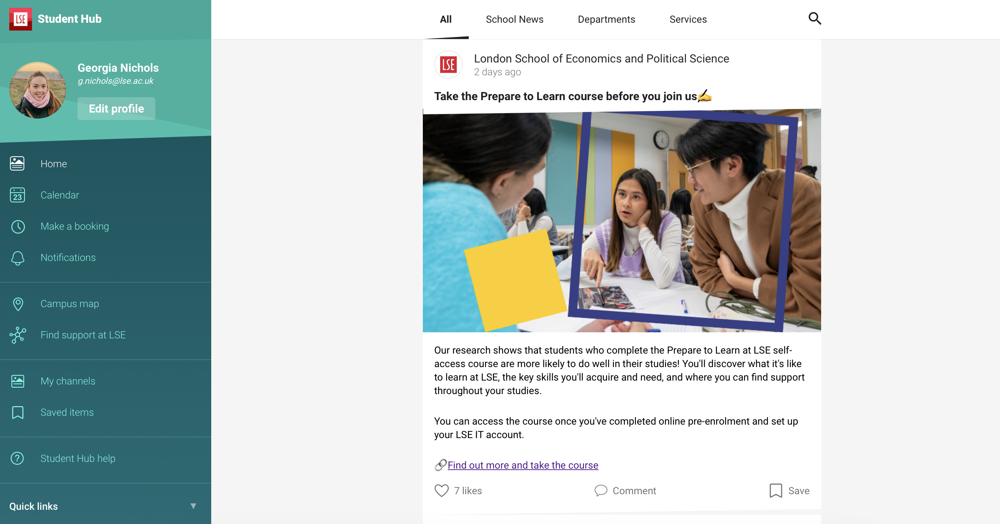 LSE Student Hub
Georgia Nichols
g.nichols@lse.ac.uk
Edit profile
Home
23
Calendar
Make a booking
Notifications
Campus map
Find support at LSE
My channels
Saved items
? Student Hub help
Quick links ▼
All School News Departments Services
LSE
London School of Economics and Political Science
2 days ago
Take the Prepare to Learn course before you join us✍️
Our research shows that students who complete the Prepare to Learn at LSE self-
access course are more likely to do well in their studies! You'll discover what it's like
to learn at LSE, the key skills you'll acquire and need, and where you can find support
throughout your studies.
You can access the course once you've completed online pre-enrolment and set up
your LSE IT account.
🔗Find out more and take the course
7 likes Comment Save